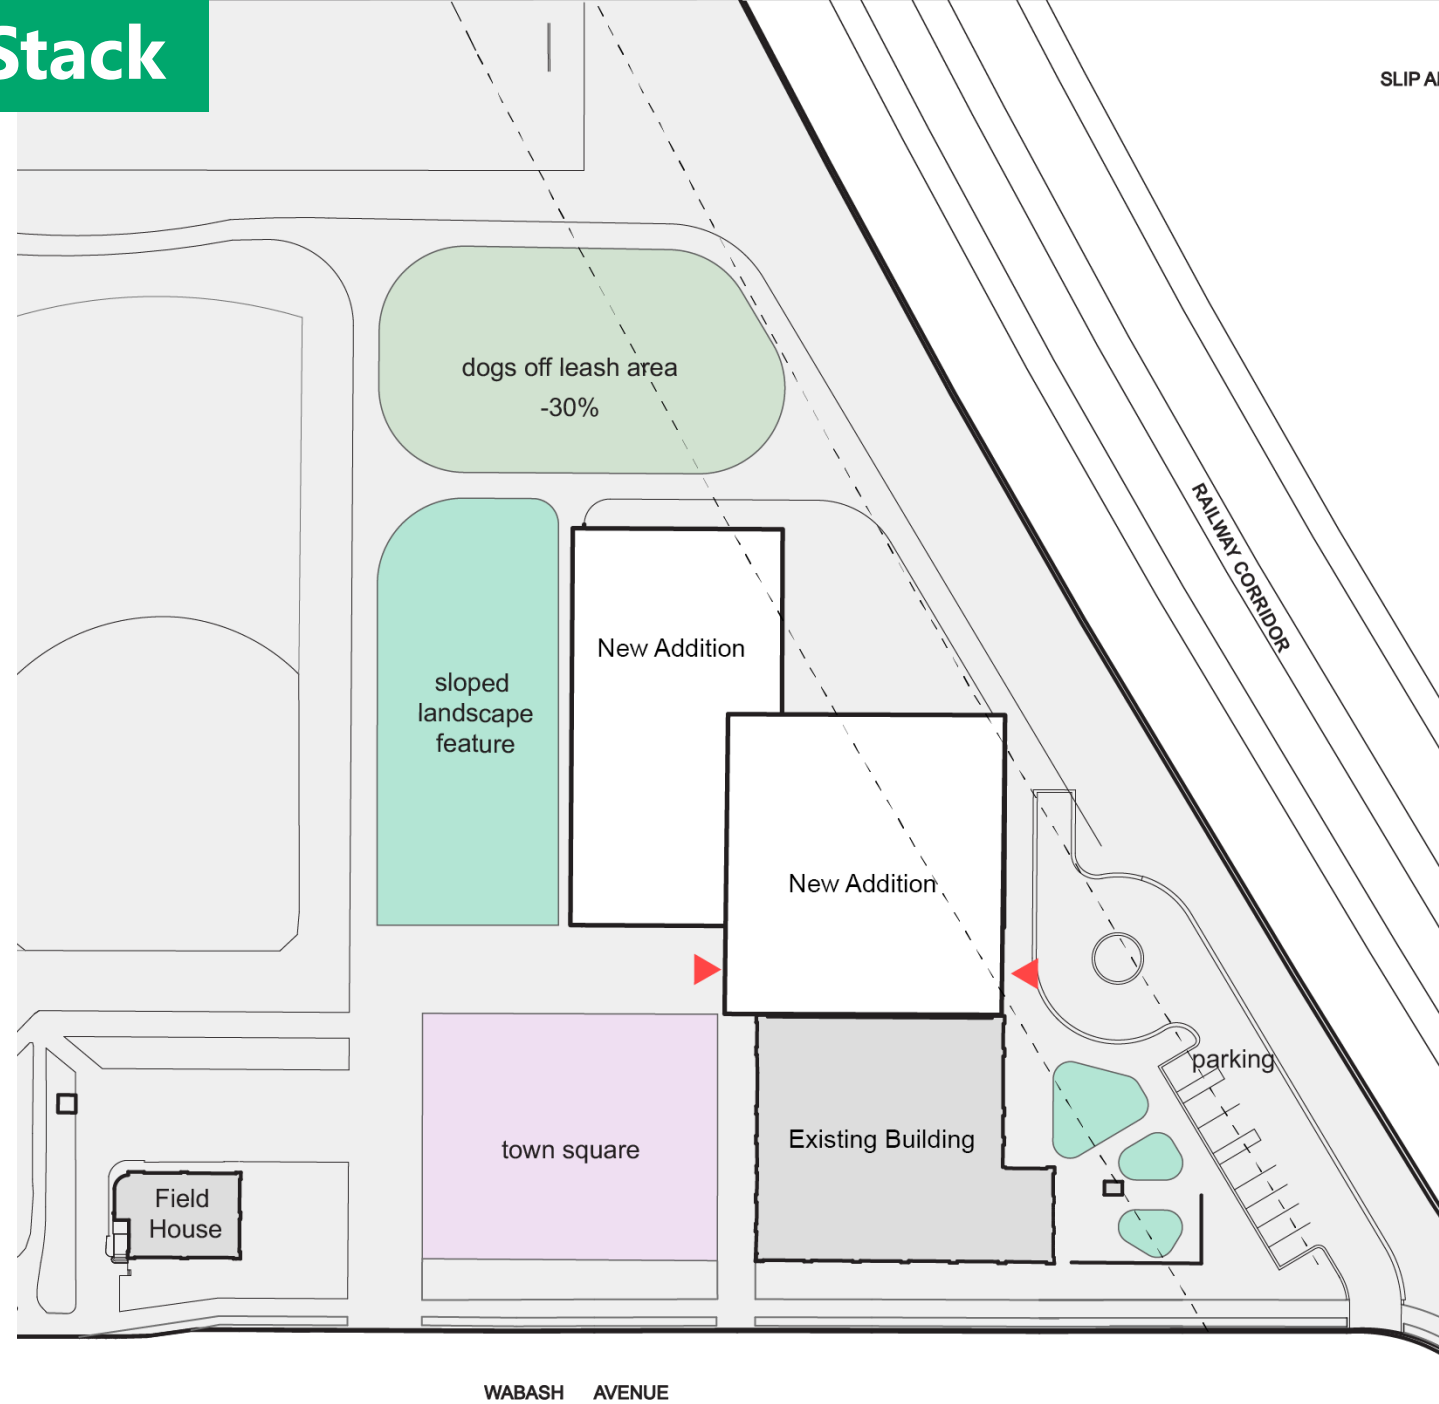 Stack
dogs off leash area
-30%
RAILWAY CORRIDOR
New Addition
sloped
landscape
feature
New Addition
parking
Existing Building
town square
Field
House
WABASH AVENUE